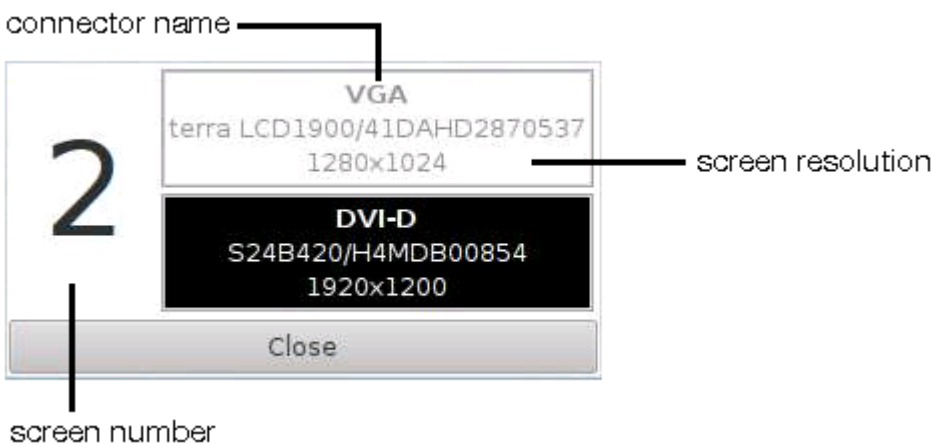 connector name
VGA
terra LCD1900/41DAHD2870537
1280x1024
screen resolution
2
DVI-D
S24B420/H4MDB00854
1920x1200
Close
screen number